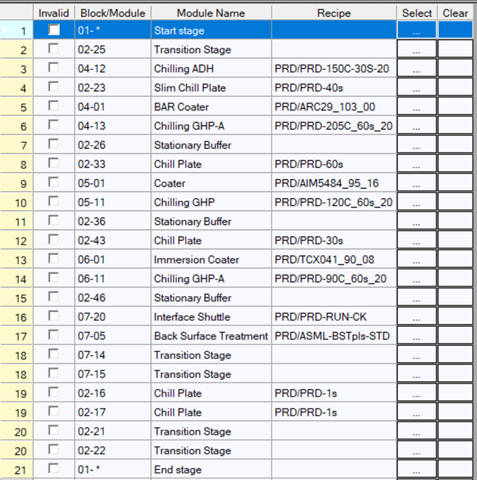 Invalid Block/Module Module Name Recipe Select Clear
1 01- * Start stage ...
2 02-25 Transition Stage ...
3 04-12 Chilling ADH PRD/PRD-150C-30S-20 ...
4 02-23 Slim Chill Plate PRD/PRD-40s ...
5 04-01 BAR Coater PRD/ARC29_103_00 ...
6 04-13 Chilling GHP-A PRD/PRD-205C_60s_20 ...
7 02-26 Stationary Buffer ...
8 02-33 Chill Plate PRD/PRD-60s ...
9 05-01 Coater PRD/AIM5484_95_16 ...
10 05-11 Chilling GHP PRD/PRD-120C_60s_20 ...
11 02-36 Stationary Buffer ...
12 02-43 Chill Plate PRD/PRD-30s ...
13 06-01 Immersion Coater PRD/TCX041_90_08 ...
14 06-11 Chilling GHP-A PRD/PRD-90C_60s_20 ...
15 02-46 Stationary Buffer ...
16 07-20 Interface Shuttle PRD/PRD-RUN-CK ...
17 07-05 Back Surface Treatment PRD/ASML-BSTpls-STD ...
18 07-14 Transition Stage ...
18 07-15 Transition Stage ...
19 02-16 Chill Plate PRD/PRD-1s ...
19 02-17 Chill Plate PRD/PRD-1s ...
20 02-21 Transition Stage ...
20 02-22 Transition Stage ...
21 01- * End stage ...